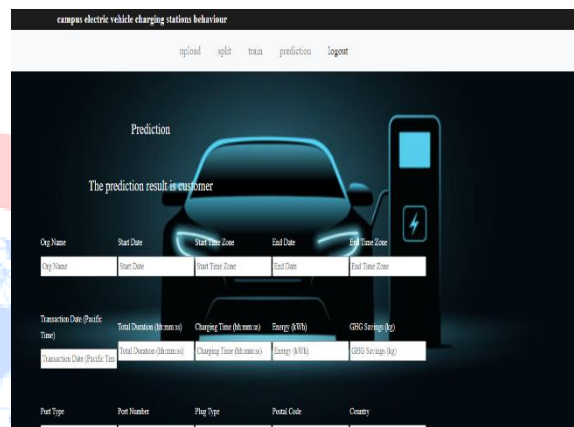 campus electric vehicle charging stations behaviour
upload split train prediction logout
Prediction
The prediction result is customer
Org Name Start Date Start Time Zone End Date End Time Zone
Org Name Start Date Start Time Zone End Date End Time Zone
Transaction Date (Pacific
Time) Total Duration (hh:mm:ss) Charging Time (hh:mm:ss) Energy (kWh) GHG Savings (kg)
Transaction Date (Pacific Tim Total Duration (hh:mm:ss) Charging Time (hh:mm:ss) Energy (kWh) GHG Savings (kg)
Port Type Port Number Plug Type Postal Code Country